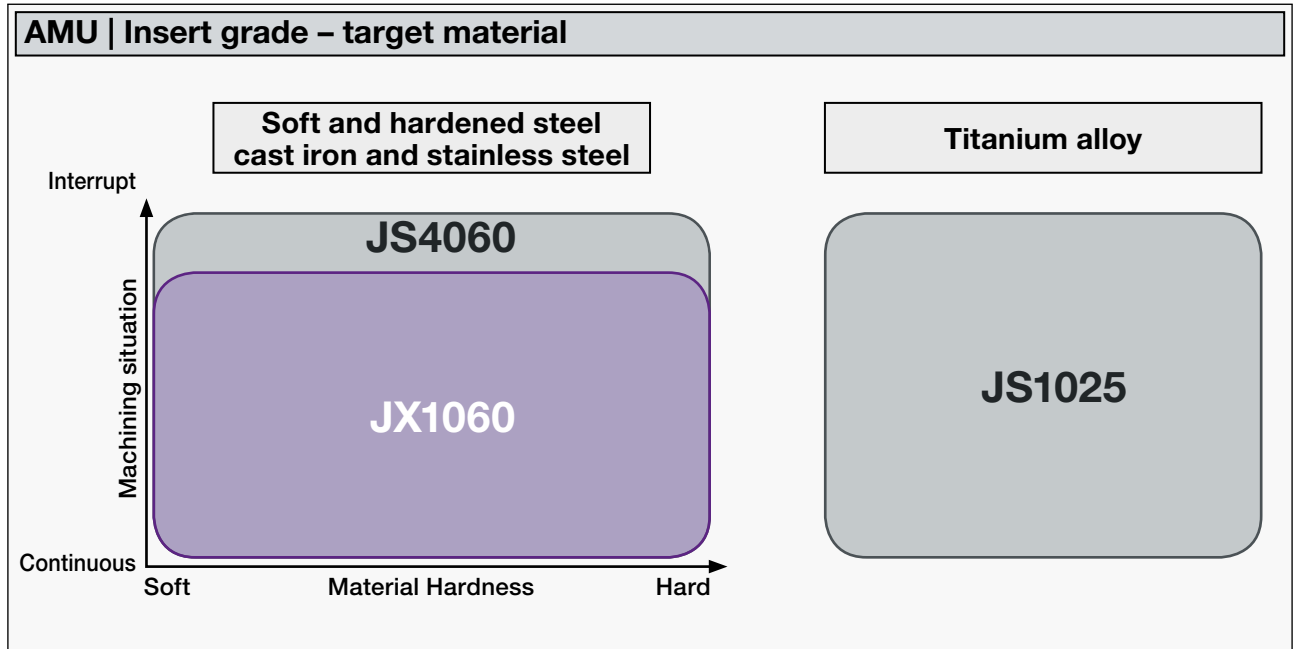 AMU | Insert grade – target material
Soft and hardened steel
cast iron and stainless steel
Titanium alloy
Interrupt
Machining situation
Continuous
JS4060
JX1060
Soft
Material Hardness
Hard
JS1025